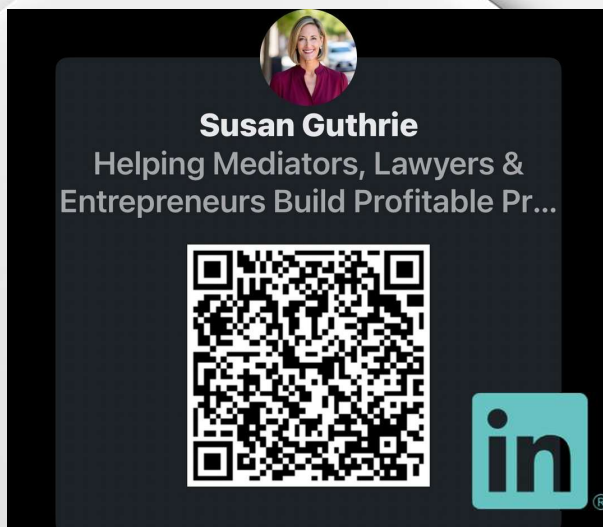 Susan Guthrie
Helping Mediators, Lawyers &
Entrepreneurs Build Profitable Pr...
in
®